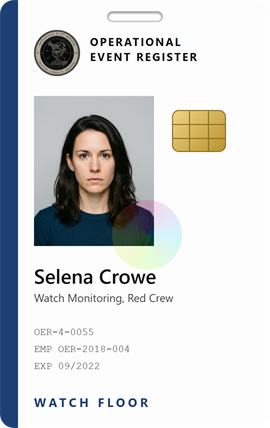 OPERATIONAL
EVENT REGISTER
Selena Crowe
Watch Monitoring, Red Crew
OER-4-0055
EMP OER-2018-004
EXP 09/2022
WATCH FLOOR